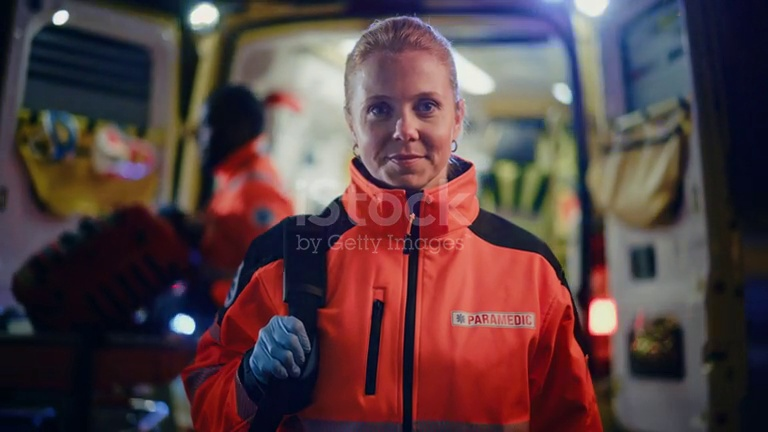 iStock
by Getty Images
PARAMEDIC